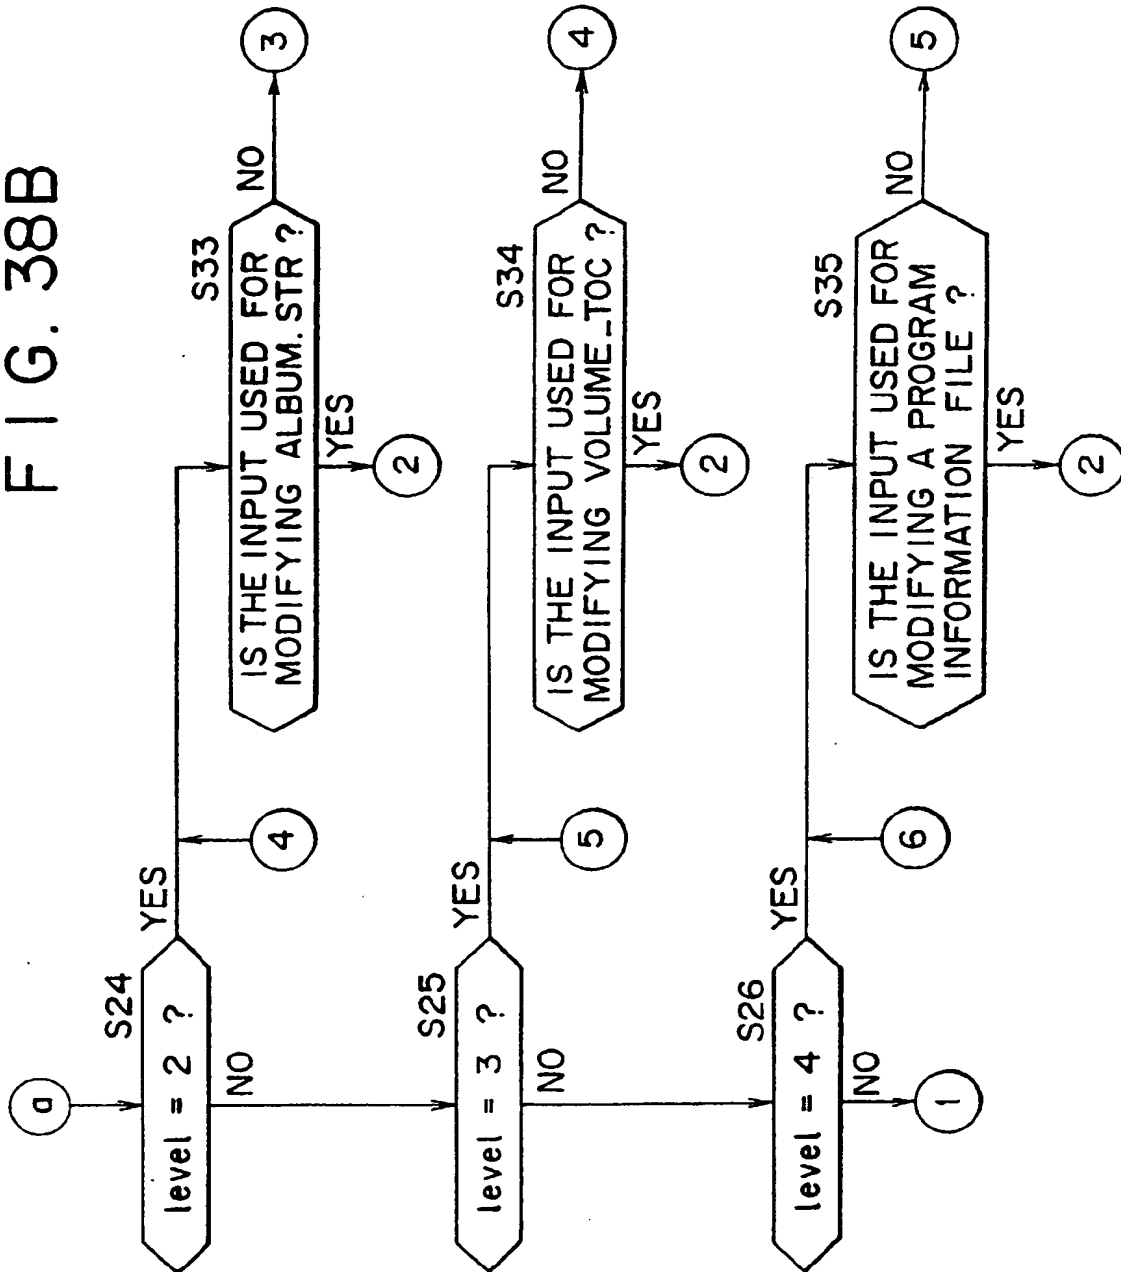 FIG. 38B
a
S24
level = 2 ?
YES
NO
4
S33
IS THE INPUT USED FOR
MODIFYING ALBUM.STR ?
NO
3
YES
2
S25
level = 3 ?
YES
NO
5
S34
IS THE INPUT USED FOR
MODIFYING VOLUME_TOC ?
NO
4
YES
2
S26
level = 4 ?
YES
NO
1
6
S35
IS THE INPUT USED FOR
MODIFYING A PROGRAM
INFORMATION FILE ?
NO
5
YES
2